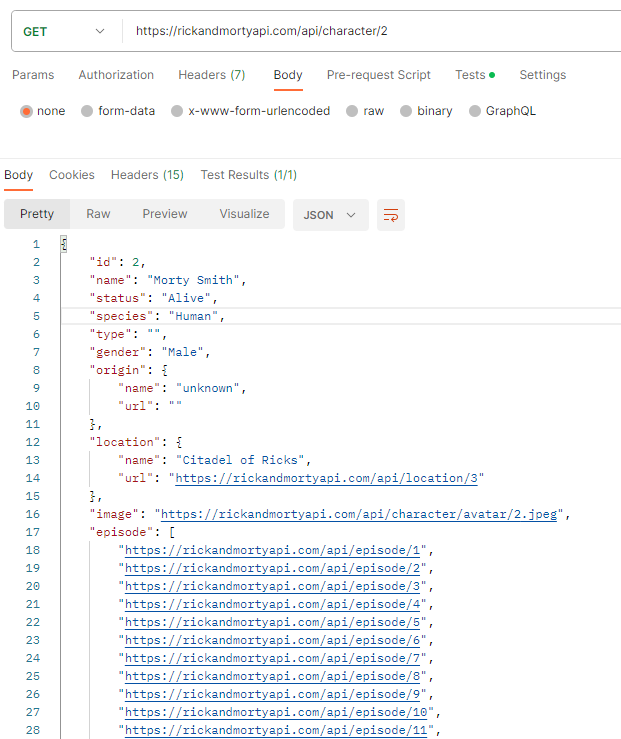 GET https://rickandmortyapi.com/api/character/2
Params Authorization Headers (7) Body Pre-request Script Tests Settings
none form-data x-www-form-urlencoded raw binary GraphQL
Body Cookies Headers (15) Test Results (1/1)
Pretty Raw Preview Visualize JSON
1 {
2 "id": 2,
3 "name": "Morty Smith",
4 "status": "Alive",
5 "species": "Human",
6 "type": "",
7 "gender": "Male",
8 "origin": {
9 "name": "unknown",
10 "url": ""
11 },
12 "location": {
13 "name": "Citadel of Ricks",
14 "url": "https://rickandmortyapi.com/api/location/3"
15 },
16 "image": "https://rickandmortyapi.com/api/character/avatar/2.jpeg",
17 "episode": [
18 "https://rickandmortyapi.com/api/episode/1",
19 "https://rickandmortyapi.com/api/episode/2",
20 "https://rickandmortyapi.com/api/episode/3",
21 "https://rickandmortyapi.com/api/episode/4",
22 "https://rickandmortyapi.com/api/episode/5",
23 "https://rickandmortyapi.com/api/episode/6",
24 "https://rickandmortyapi.com/api/episode/7",
25 "https://rickandmortyapi.com/api/episode/8",
26 "https://rickandmortyapi.com/api/episode/9",
27 "https://rickandmortyapi.com/api/episode/10",
28 "https://rickandmortyapi.com/api/episode/11",